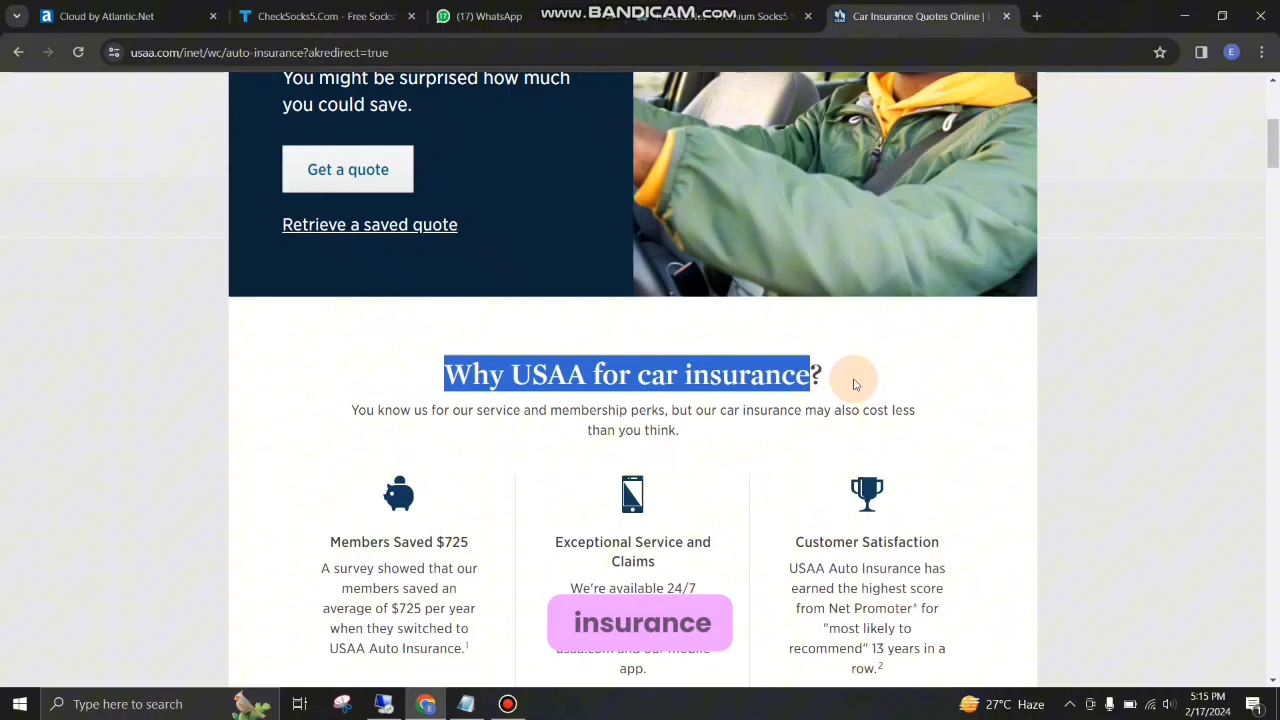 Cloud By Atlantic.Net
CheckSocks5.Com - Free Socks
(17) WhatsApp
WWW.BANDICAM.COM
Car Insurance Quotes Online | U
usaa.com/inet/wc/auto-insurance?akredirect=true
E
You might be surprised how much
you could save.
Get a quote
Retrieve a saved quote
Why USAA for car insurance?
You know us for our service and membership perks, but our car insurance may also cost less
than you think.
Members Saved $725
A survey showed that our
members saved an
average of $725 per year
when they switched to
USAA Auto Insurance.1
Exceptional Service and
Claims
We're available 24/7
insurance
usaa.com and our mobile
app.
Customer Satisfaction
USAA Auto Insurance has
earned the highest score
from Net Promoter® for
"most likely to
recommend" 13 years in a
row.2
Type here to search
27°C Haze
5:15 PM
2/17/2024